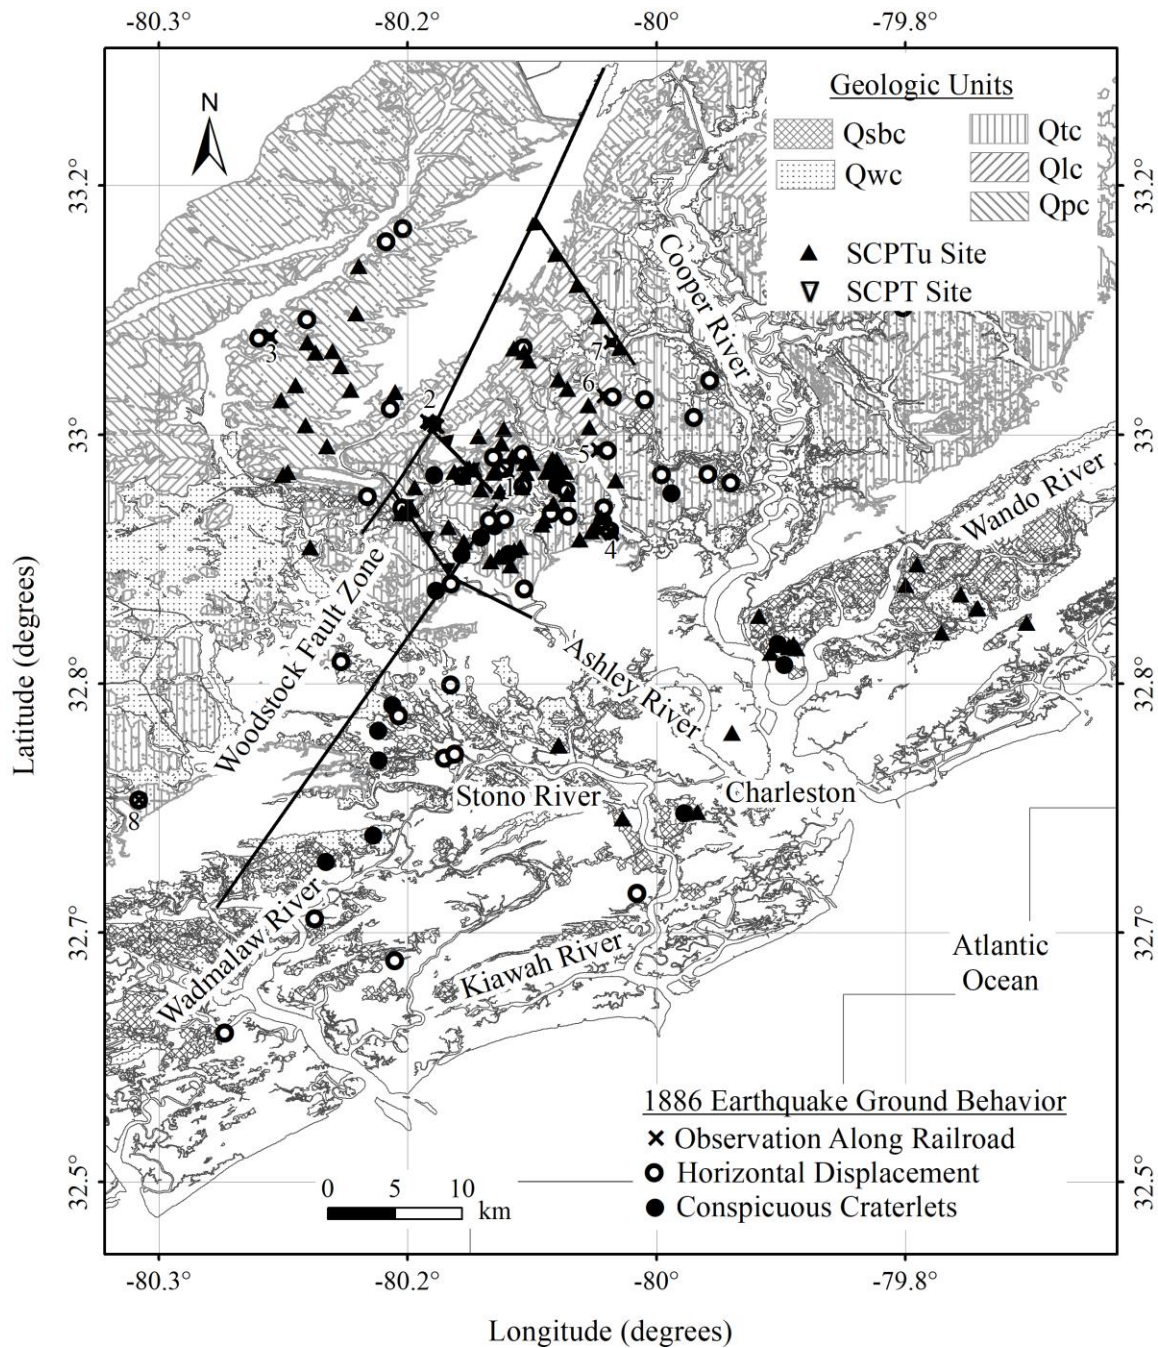 -80.3°
-80.2°
-80°
-79.8°
N
Geologic Units
Qsbc
Qtc
Qwc
Qlc
Qpc
SCPTu Site
SCPT Site
33.2°
33.2°
Cooper River
3
7
6
2
33°
33°
5
1
Wando River
4
Woodstock Fault Zone
Ashley River
Latitude (degrees)
32.8°
32.8°
Stono River
Charleston
8
Wadmalaw River
Kiawah River
32.7°
32.7°
Atlantic
Ocean
1886 Earthquake Ground Behavior
Observation Along Railroad
Horizontal Displacement
Conspicuous Craterlets
32.5°
32.5°
0 5 10
km
-80.3°
-80.2°
-80°
-79.8°
Longitude (degrees)